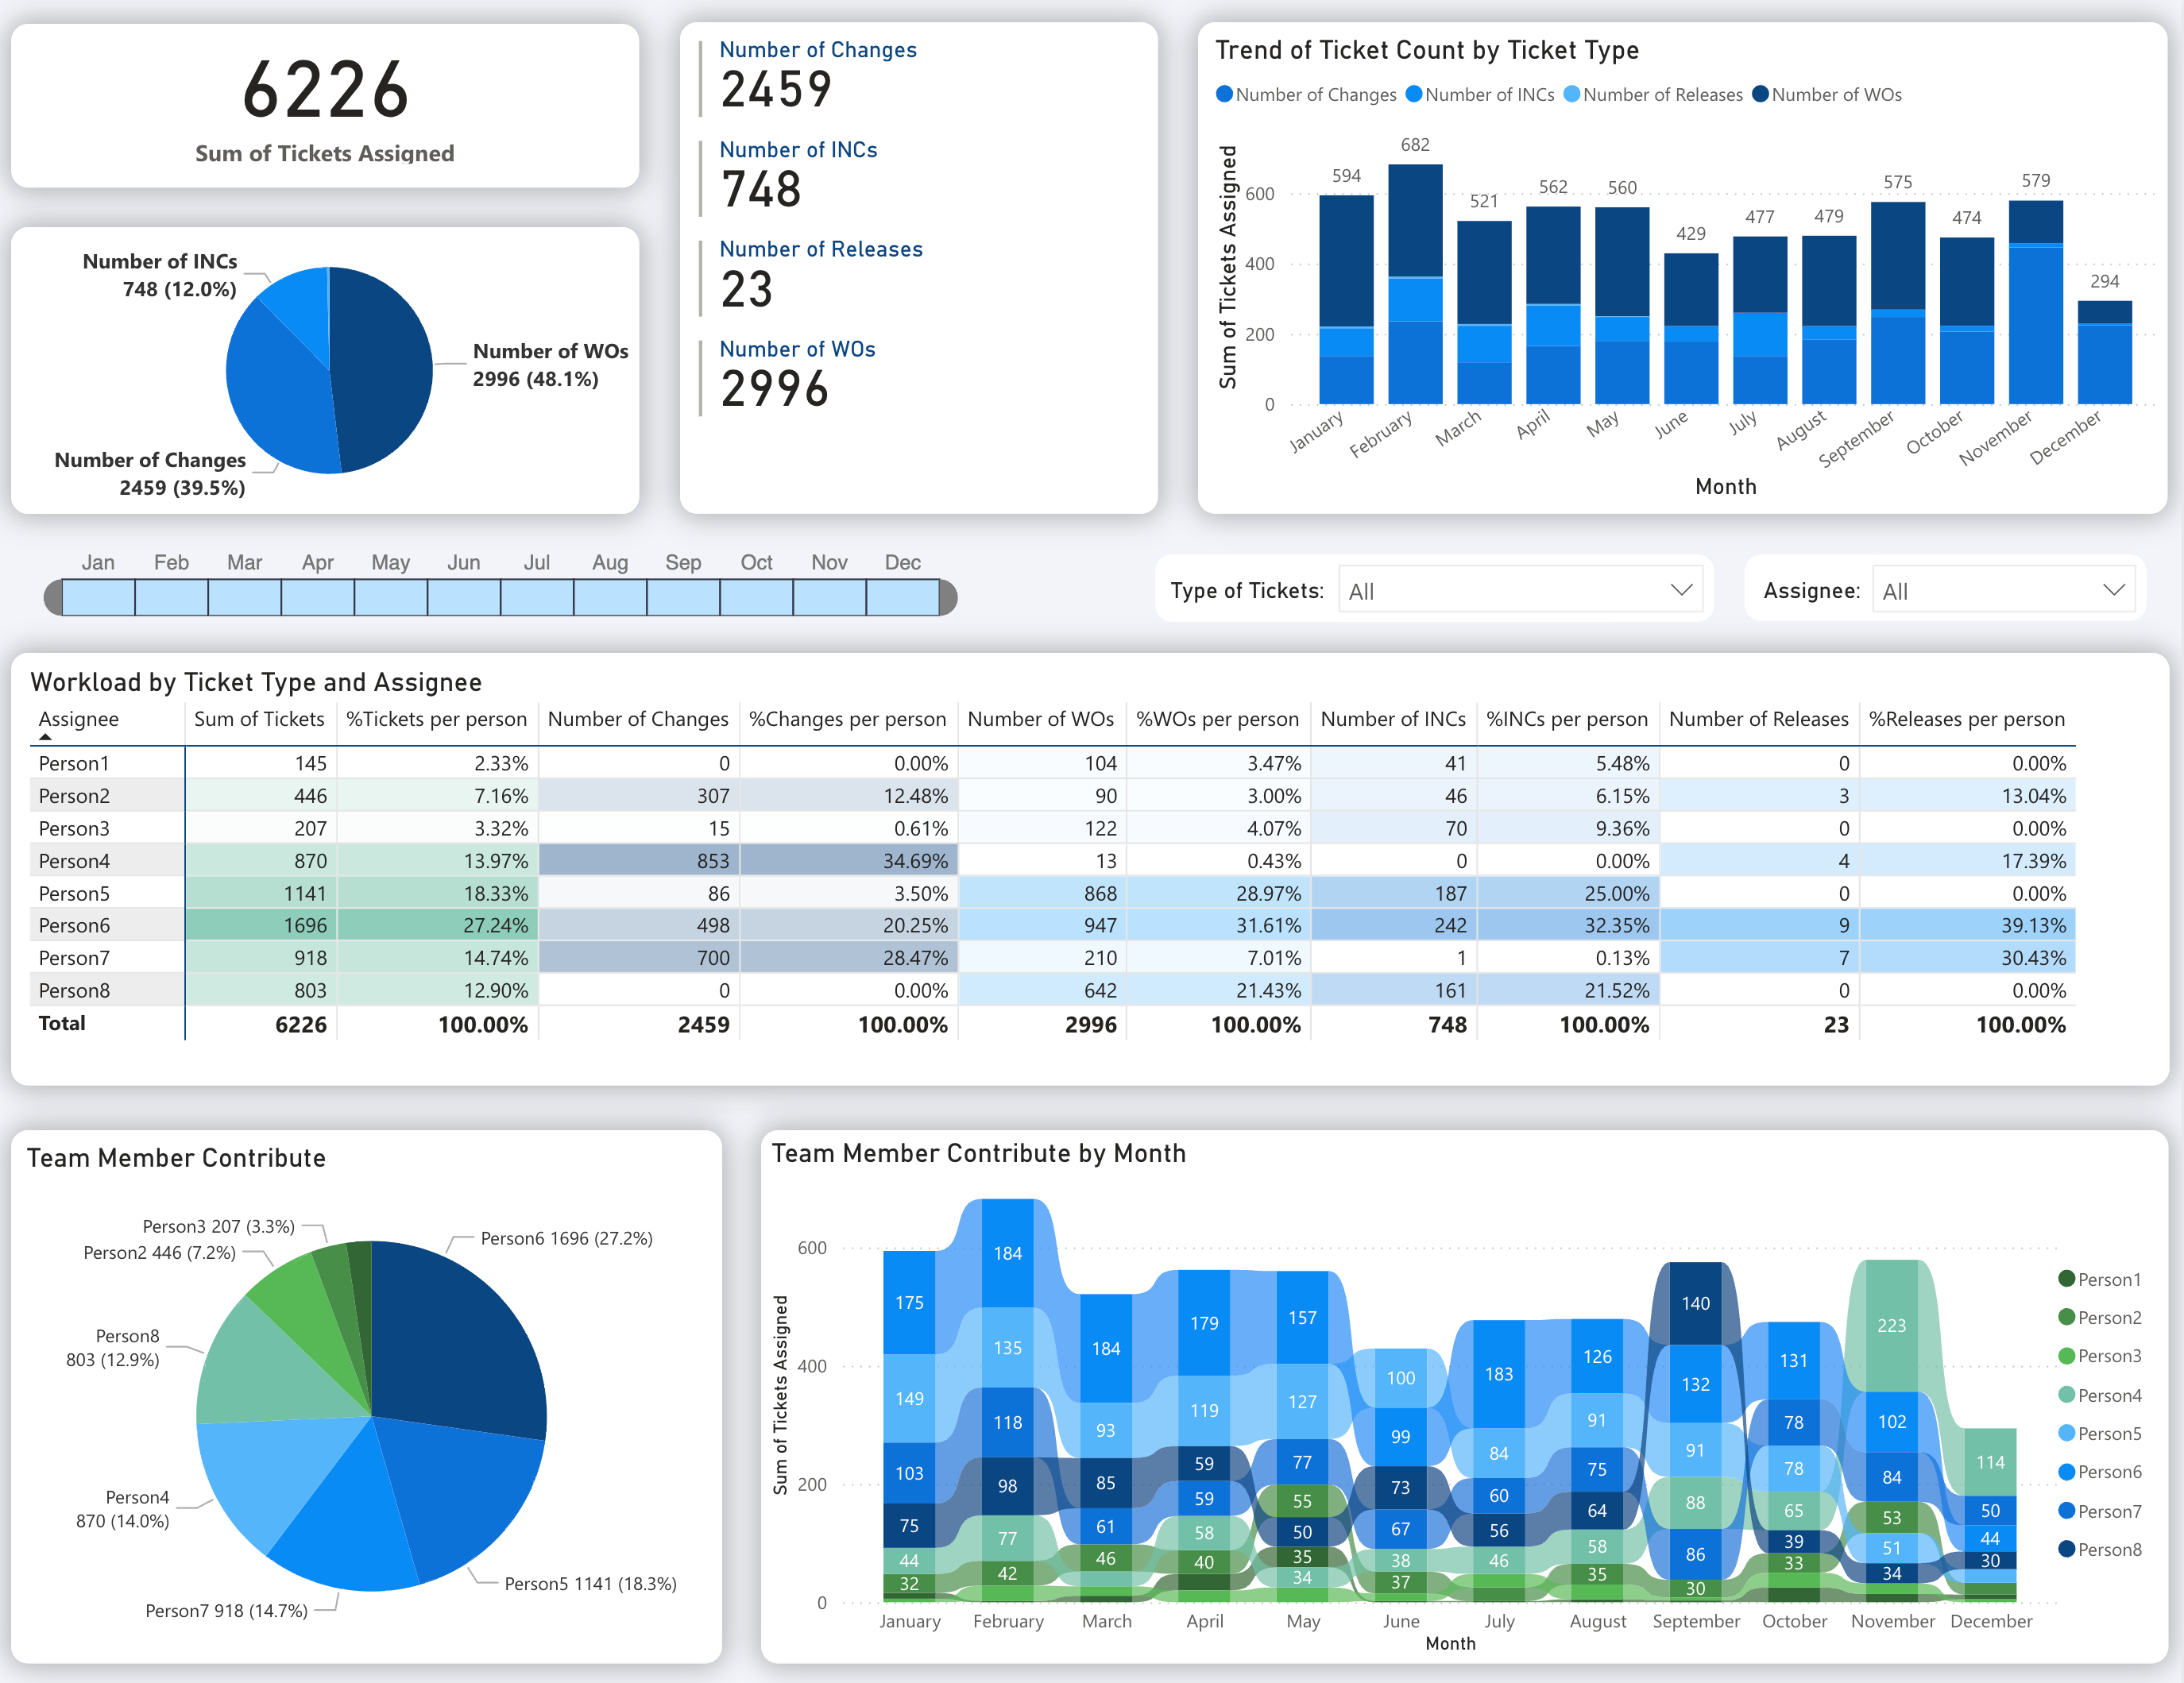 6226
Sum of Tickets Assigned
Number of INCs
748 (12.0%)
Number of WOs
2996 (48.1%)
Number of Changes
2459 (39.5%)
Number of Changes
2459
Number of INCs
748
Number of Releases
23
Number of WOs
2996
Trend of Ticket Count by Ticket Type
Number of Changes Number of INCs Number of Releases Number of WOs
Sum of Tickets Assigned
600
400
200
0
594 682 521 562 560 429 477 479 575 474 579 294
January February March April May June July August September October November December
Month
Jan Feb Mar Apr May Jun Jul Aug Sep Oct Nov Dec
Type of Tickets: All
Assignee: All
Workload by Ticket Type and Assignee
Assignee Sum of Tickets %Tickets per person Number of Changes %Changes per person Number of WOs %WOs per person Number of INCs %INCs per person Number of Releases %Releases per person
Person1 145 2.33% 0 0.00% 104 3.47% 41 5.48% 0 0.00%
Person2 446 7.16% 307 12.48% 90 3.00% 46 6.15% 3 13.04%
Person3 207 3.32% 15 0.61% 122 4.07% 70 9.36% 0 0.00%
Person4 870 13.97% 853 34.69% 13 0.43% 0 0.00% 4 17.39%
Person5 1141 18.33% 86 3.50% 868 28.97% 187 25.00% 0 0.00%
Person6 1696 27.24% 498 20.25% 947 31.61% 242 32.35% 9 39.13%
Person7 918 14.74% 700 28.47% 210 7.01% 1 0.13% 7 30.43%
Person8 803 12.90% 0 0.00% 642 21.43% 161 21.52% 0 0.00%
Total 6226 100.00% 2459 100.00% 2996 100.00% 748 100.00% 23 100.00%
Team Member Contribute
Person3 207 (3.3%)
Person2 446 (7.2%)
Person6 1696 (27.2%)
Person8
803 (12.9%)
Person4
870 (14.0%)
Person5 1141 (18.3%)
Person7 918 (14.7%)
Team Member Contribute by Month
Sum of Tickets Assigned
600
400
200
0
175 149 103 75 44 32
184 135 118 98 77 42
184 93 85 61 46
179 119 59 59 58 40
157 127 77 55 50 35 34
100 99 73 67 38 37
183 84 60 56 46
126 91 75 64 58 35
140 132 91 88 86 30
131 78 78 65 39 33
223 102 84 53 51 34
114 50 44 30
January February March April May June July August September October November December
Month
Person1
Person2
Person3
Person4
Person5
Person6
Person7
Person8